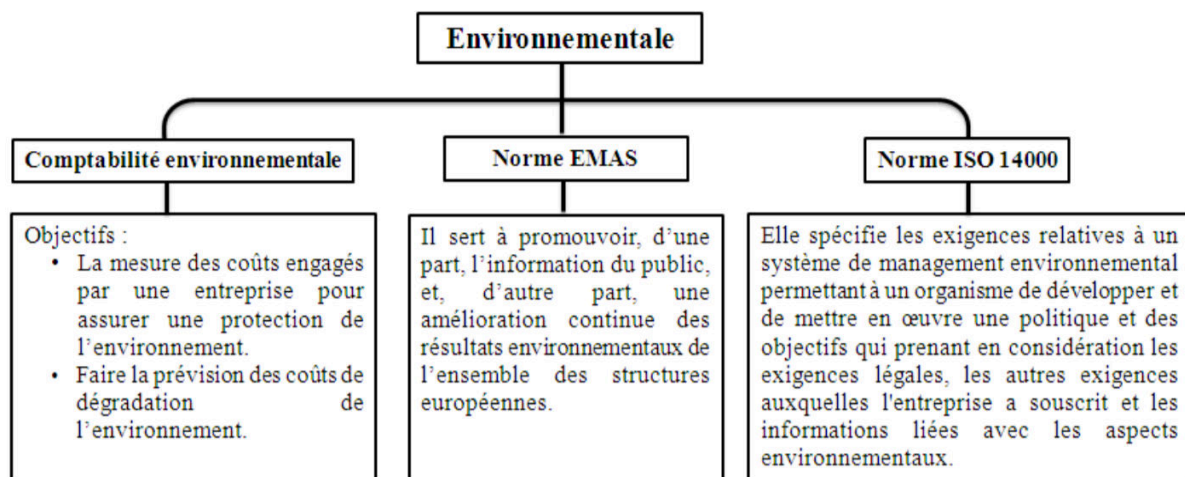 Environnementale
Comptabilité environnementale
Norme EMAS
Norme ISO 14000
Objectifs :
• La mesure des coûts engagés
par une entreprise pour
assurer une protection de
l’environnement.
• Faire la prévision des coûts de
dégradation de
l’environnement.
Il sert à promouvoir, d’une
part, l’information du public,
et, d’autre part, une
amélioration continue des
résultats environnementaux de
l’ensemble des structures
européennes.
Elle spécifie les exigences relatives à un
système de management environnemental
permettant à un organisme de développer et
de mettre en œuvre une politique et des
objectifs qui prenant en considération les
exigences légales, les autres exigences
auxquelles l'entreprise a souscrit et les
informations liées avec les aspects
environnementaux.